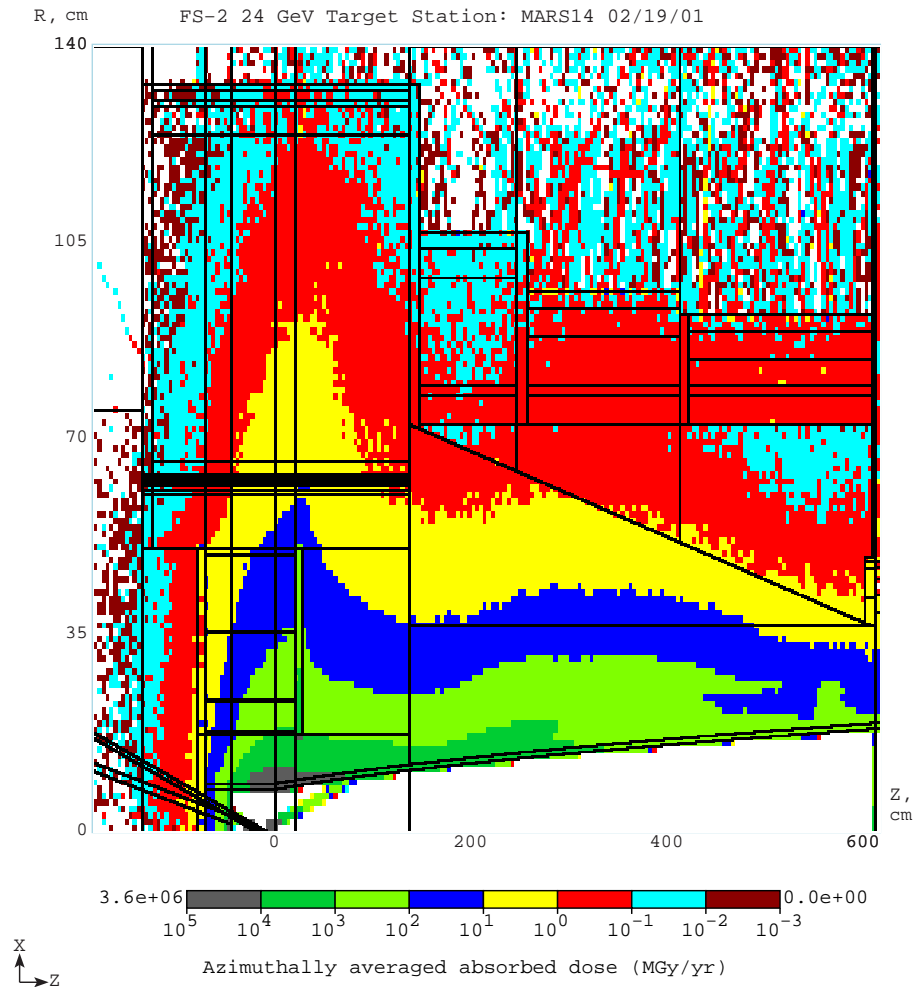 R, cm FS-2 24 GeV Target Station: MARS14 02/19/01
140
105
70
35
0
Z, cm
0 200 400 600
3.6e+06 0.0e+00
10^5 10^4 10^3 10^2 10^1 10^0 10^-1 10^-2 10^-3
Azimuthally averaged absorbed dose (MGy/yr)
X
Z